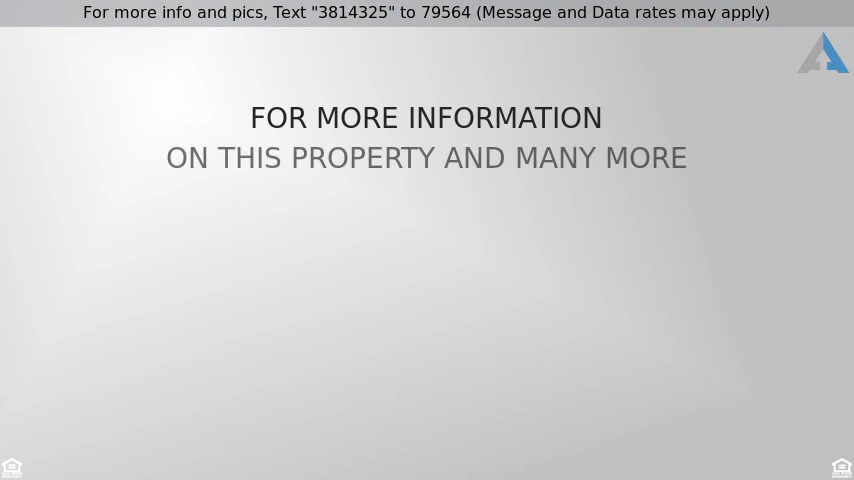 For more info and pics, Text "3814325" to 79564 (Message and Data rates may apply)
FOR MORE INFORMATION
ON THIS PROPERTY AND MANY MORE